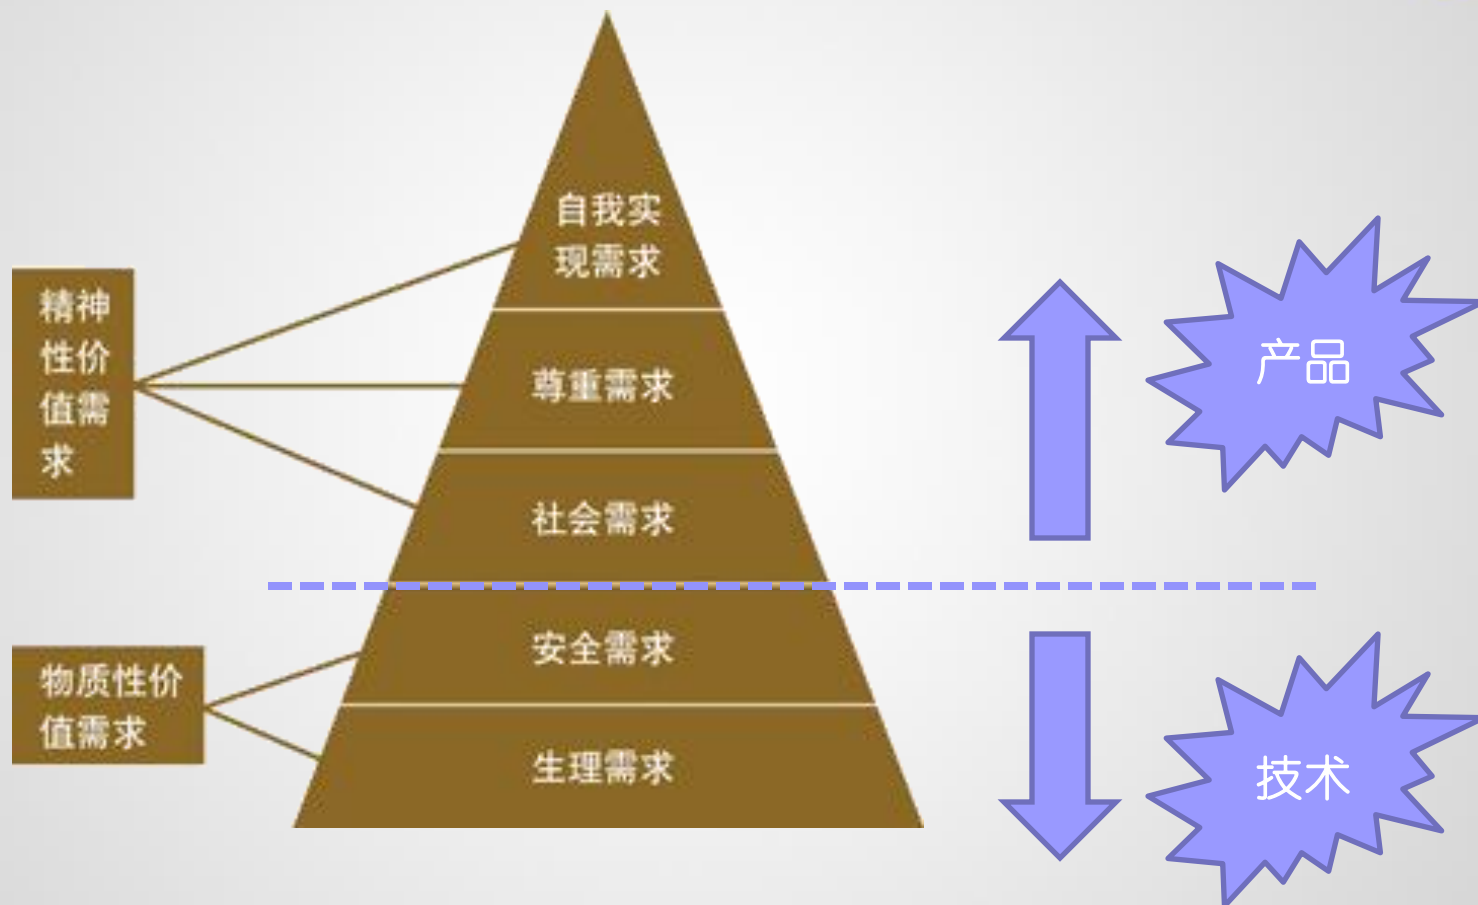 自我实
现需求
精神
性价
值需
求
尊重需求
产品
社会需求
安全需求
物质性价
值需求
生理需求
技术